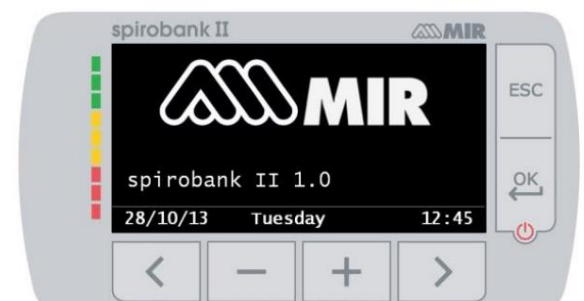 spirobank II MIR
MIR
ESC
spirobank II 1.0
OK
28/10/13 Tuesday 12:45
< − + >